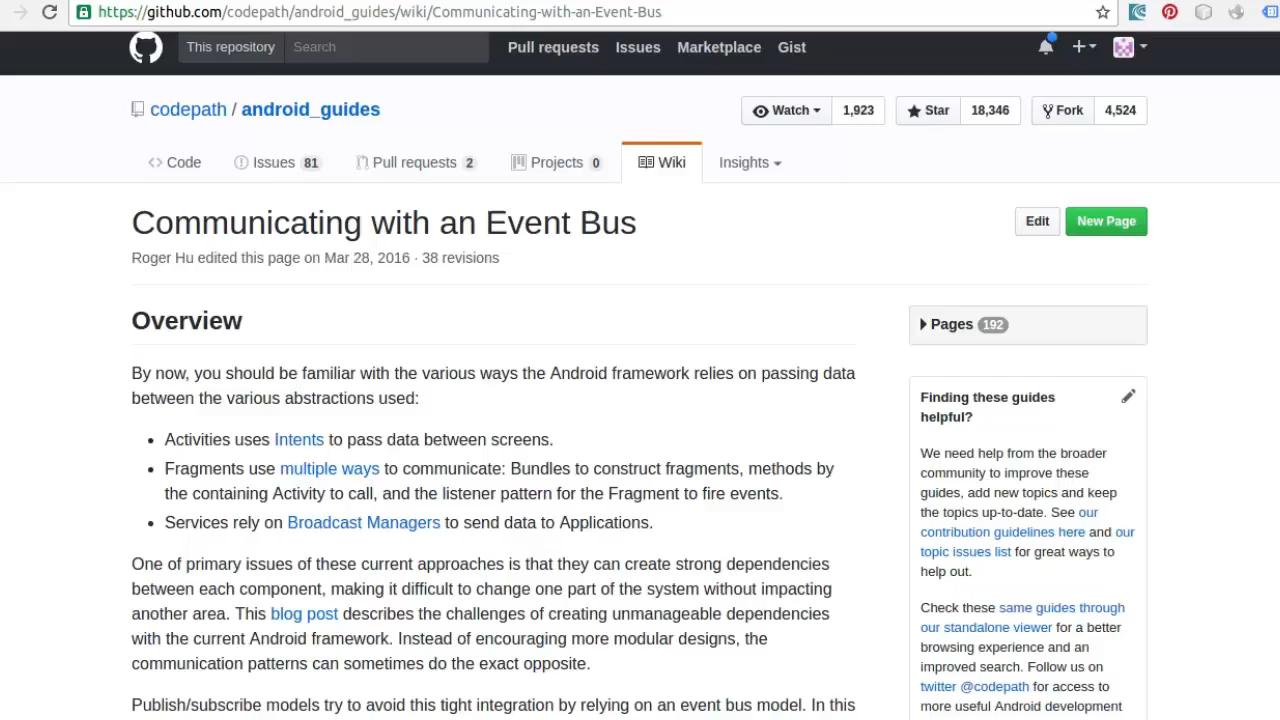 https://github.com/codepath/android_guides/wiki/Communicating-with-an-Event-Bus
This repository Search Pull requests Issues Marketplace Gist
codepath / android_guides
Watch 1,923 Star 18,346 Fork 4,524
Code Issues 81 Pull requests 2 Projects 0 Wiki Insights
Communicating with an Event Bus
Edit New Page
Roger Hu edited this page on Mar 28, 2016 · 38 revisions
Overview
By now, you should be familiar with the various ways the Android framework relies on passing data
between the various abstractions used:
• Activities uses Intents to pass data between screens.
• Fragments use multiple ways to communicate: Bundles to construct fragments, methods by
the containing Activity to call, and the listener pattern for the Fragment to fire events.
• Services rely on Broadcast Managers to send data to Applications.
One of primary issues of these current approaches is that they can create strong dependencies
between each component, making it difficult to change one part of the system without impacting
another area. This blog post describes the challenges of creating unmanageable dependencies
with the current Android framework. Instead of encouraging more modular designs, the
communication patterns can sometimes do the exact opposite.
Publish/subscribe models try to avoid this tight integration by relying on an event bus model. In this
Pages 192
Finding these guides
helpful?
We need help from the broader
community to improve these
guides, add new topics and keep
the topics up-to-date. See our
contribution guidelines here and our
topic issues list for great ways to
help out.
Check these same guides through
our standalone viewer for a better
browsing experience and an
improved search. Follow us on
twitter @codepath for access to
more useful Android development